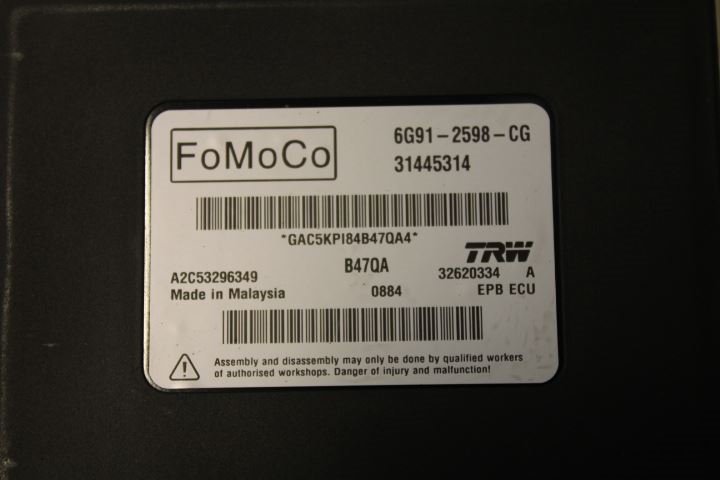 FoMoCo
6G91-2598-CG
31445314
*GAC5KPI84B47QA4*
TRW
B47QA
A2C53296349
32620334 A
Made in Malaysia
0884
EPB ECU
Assembly and disassembly may only be done by qualified workers
of authorised workshops. Danger of injury and malfunction!